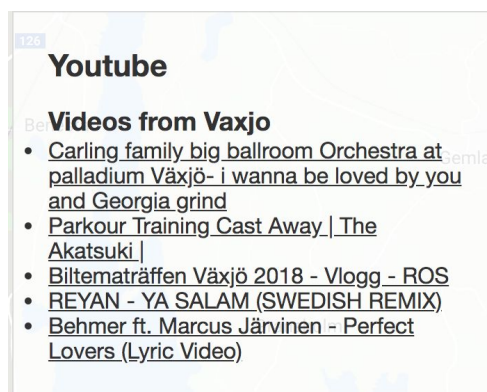 126
Youtube
Videos from Vaxjo
Carling family big ballroom Orchestra at
palladium Växjö- i wanna be loved by you
and Georgia grind
Parkour Training Cast Away | The
Akatsuki |
Biltematräffen Växjö 2018 - Vlogg - ROS
REYAN - YA SALAM (SWEDISH REMIX)
Behmer ft. Marcus Järvinen - Perfect
Lovers (Lyric Video)